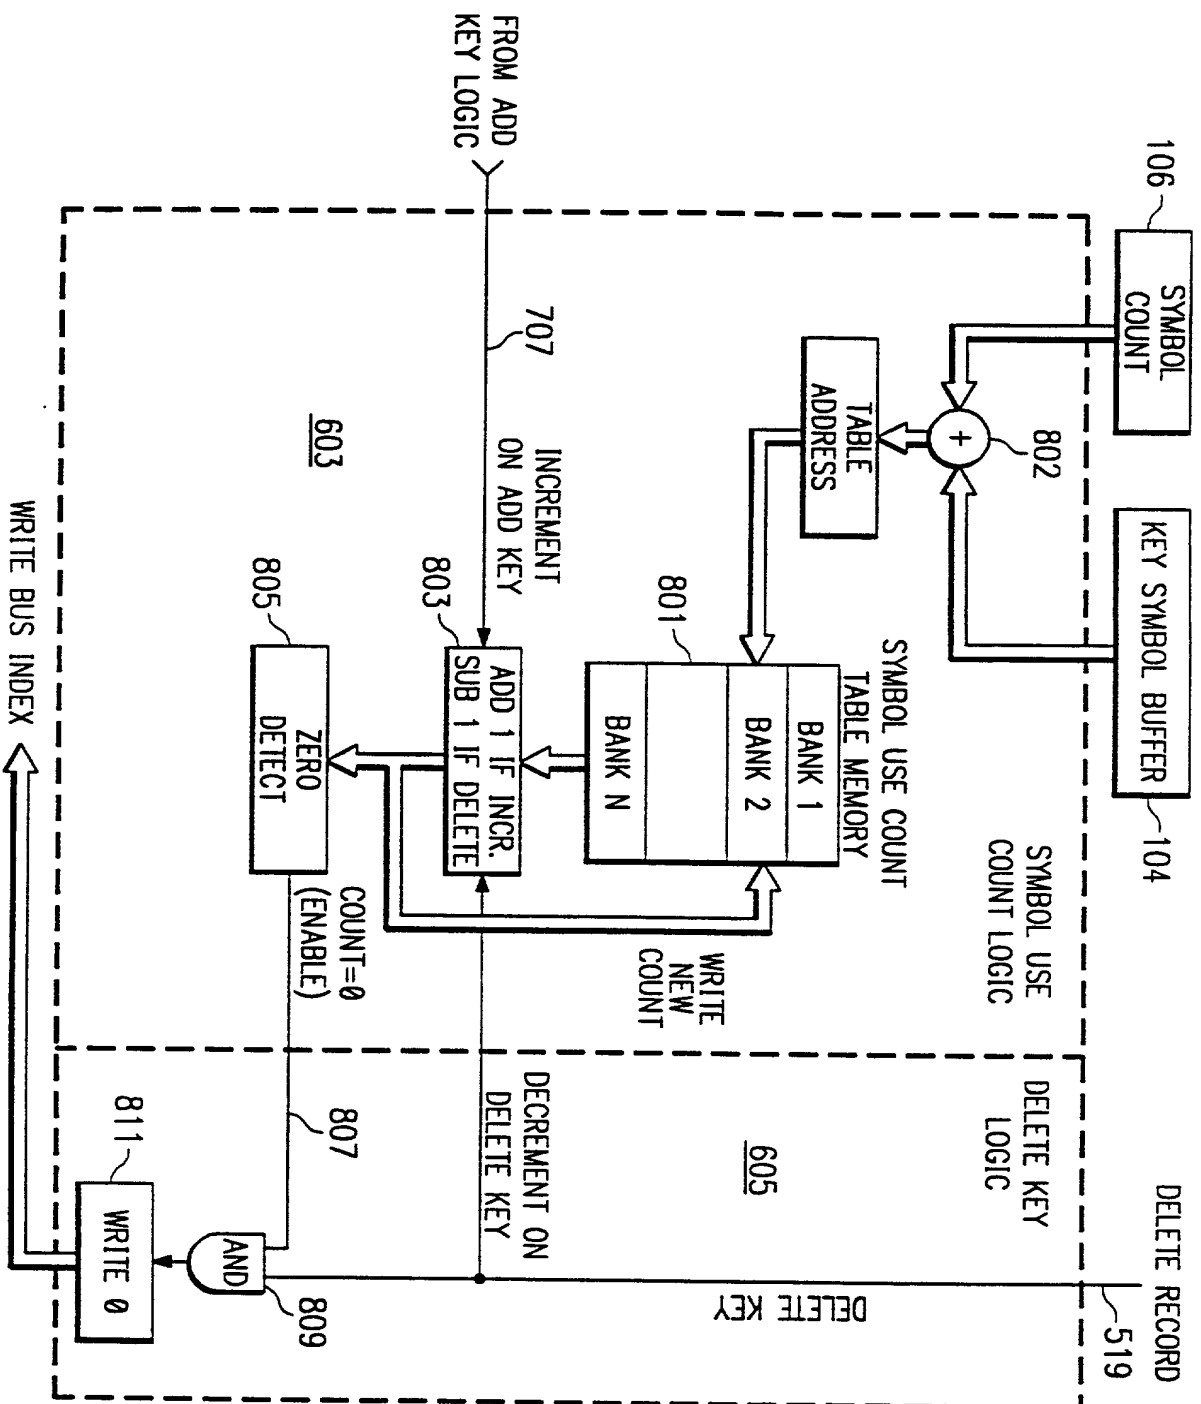 106
SYMBOL
COUNT
KEY SYMBOL BUFFER
104
SYMBOL USE
COUNT LOGIC
DELETE KEY
LOGIC
DELETE RECORD
519
802
+
TABLE
ADDRESS
SYMBOL USE COUNT
TABLE MEMORY
BANK 1
BANK 2
BANK N
801
WRITE
NEW
COUNT
605
DELETE KEY
FROM ADD
KEY LOGIC
707
INCREMENT
ON ADD KEY
803
ADD 1 IF INCR.
SUB 1 IF DELETE
DECREMENT ON
DELETE KEY
603
805
ZERO
DETECT
COUNT=0
(ENABLE)
807
AND
809
811
WRITE 0
WRITE BUS INDEX